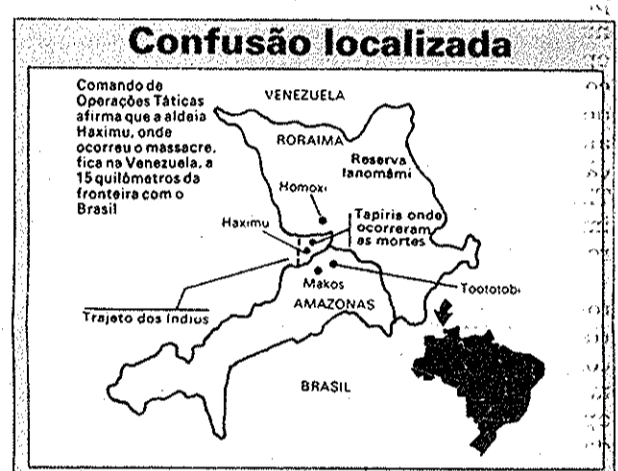 Confusão localizada
Comando de
Operações Táticas
afirma que a aldeia
Haximu, onde
ocorreu o massacre,
fica na Venezuela, a
15 quilômetros da
fronteira com o
Brasil
VENEZUELA
RORAIMA
Reserva
Ianomâmi
Homoxi
Haximu
Tapiris onde
ocorreram
as mortes
Makos
Toototobi
AMAZONAS
Trajeto dos Índios
BRASIL